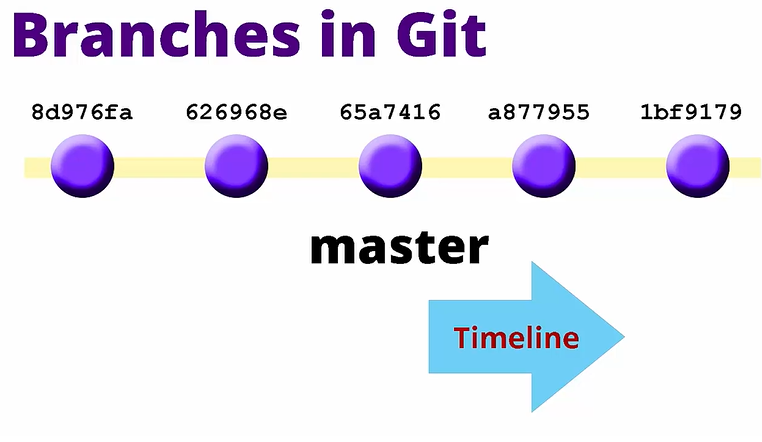 Branches in Git
8d976fa 626968e 65a7416 a877955 1bf9179
master
Timeline